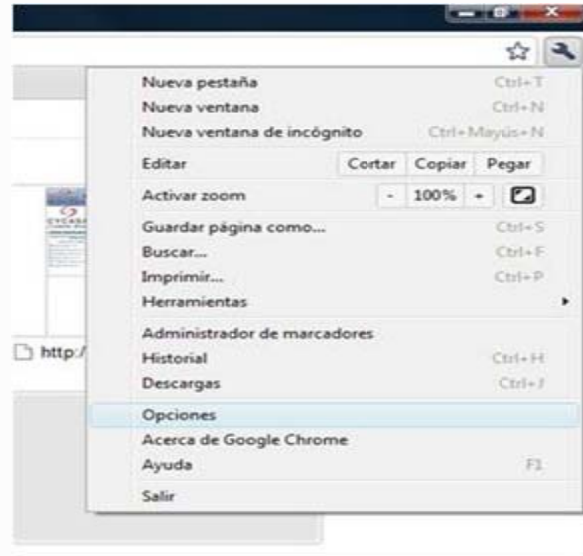 Nueva pestaña Ctrl+T
Nueva ventana Ctrl+N
Nueva ventana de incógnito Ctrl+Mayús+N
Editar Cortar Copiar Pegar
Activar zoom - 100% +
Guardar página como... Ctrl+S
Buscar... Ctrl+F
Imprimir... Ctrl+P
Herramientas
Administrador de marcadores
http:/
Historial Ctrl+H
Descargas Ctrl+J
Opciones
Acerca de Google Chrome
Ayuda F1
Salir